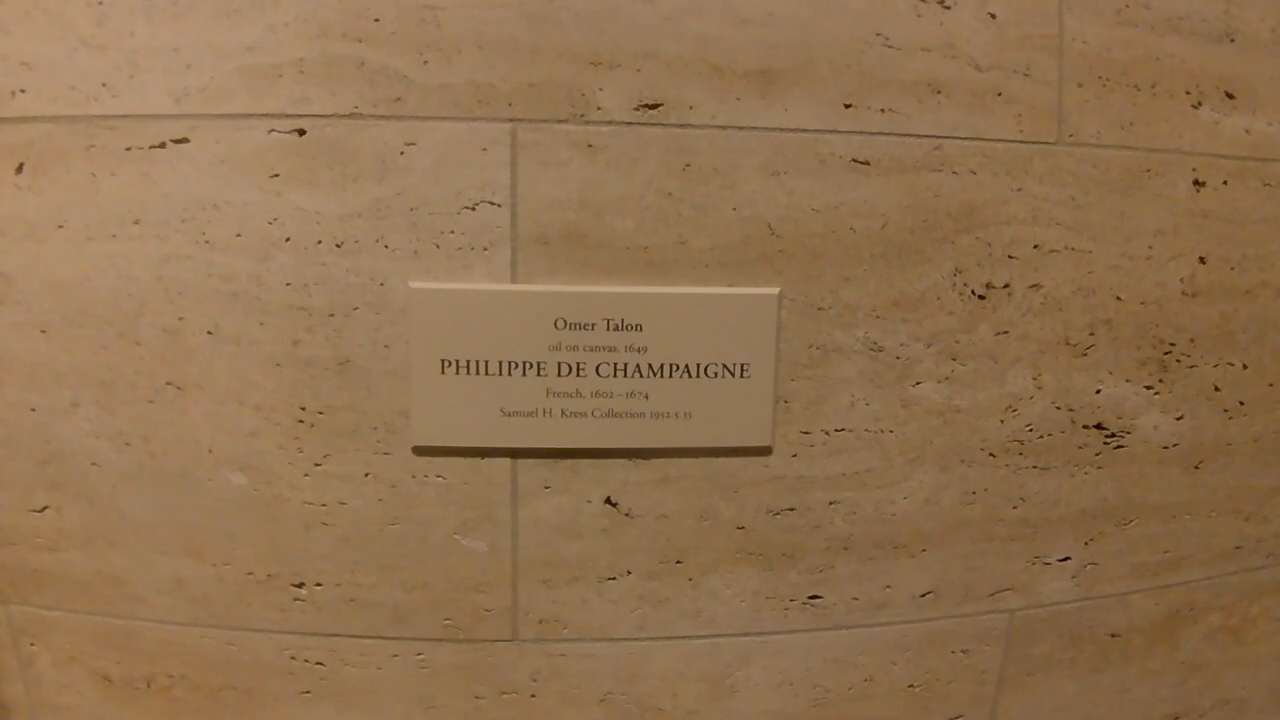 Omer Talon
oil on canvas, 1649
PHILIPPE DE CHAMPAIGNE
French, 1602–1674
Samuel H. Kress Collection 1952.5.35